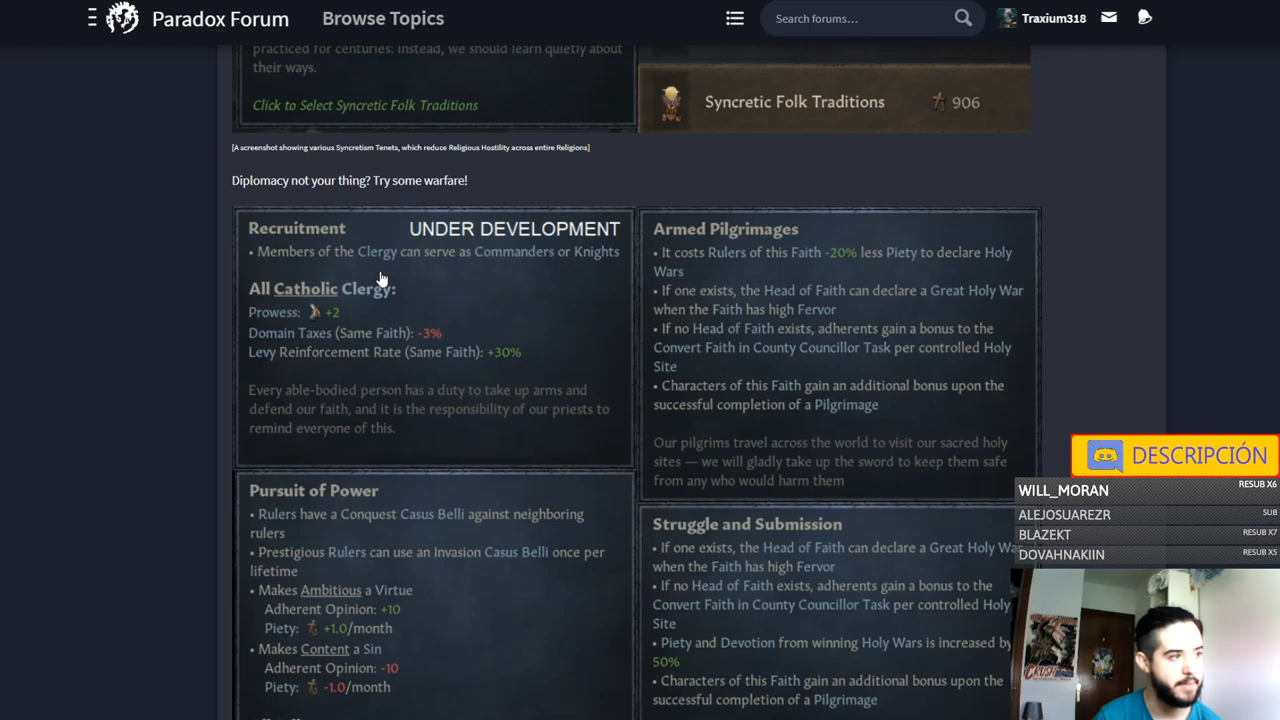 Paradox Forum
Browse Topics
Search forums...
Traxium318
practiced for centuries: instead, we should learn quietly about
their ways.
Click to Select Syncretic Folk Traditions
Syncretic Folk Traditions
906
[A screenshot showing various Syncretism Tenets, which reduce Religious Hostility across entire Religions]
Diplomacy not your thing? Try some warfare!
Recruitment
UNDER DEVELOPMENT
• Members of the Clergy can serve as Commanders or Knights
All Catholic Clergy:
Prowess: +2
Domain Taxes (Same Faith): -3%
Levy Reinforcement Rate (Same Faith): +30%
Every able-bodied person has a duty to take up arms and
defend our faith, and it is the responsibility of our priests to
remind everyone of this.
Armed Pilgrimages
• It costs Rulers of this Faith -20% less Piety to declare Holy
Wars
• If one exists, the Head of Faith can declare a Great Holy War
when the Faith has high Fervor
• If no Head of Faith exists, adherents gain a bonus to the
Convert Faith in County Councillor Task per controlled Holy
Site
• Characters of this Faith gain an additional bonus upon the
successful completion of a Pilgrimage
Our pilgrims travel across the world to visit our sacred holy
sites — we will gladly take up the sword to keep them safe
from any who would harm them
Pursuit of Power
• Rulers have a Conquest Casus Belli against neighboring
rulers
• Prestigious Rulers can use an Invasion Casus Belli once per
lifetime
• Makes Ambitious a Virtue
Adherent Opinion: +10
Piety: +1.0/month
• Makes Content a Sin
Adherent Opinion: -10
Piety: -1.0/month
Struggle and Submission
• If one exists, the Head of Faith can declare a Great Holy War
when the Faith has high Fervor
• If no Head of Faith exists, adherents gain a bonus to the
Convert Faith in County Councillor Task per controlled Holy
Site
• Piety and Devotion from winning Holy Wars is increased by
50%
• Characters of this Faith gain an additional bonus upon the
successful completion of a Pilgrimage
DESCRIPCIÓN
WILL_MORAN RESUB X6
ALEJOSUAREZR SUB
BLAZEKT RESUB X7
DOVAHNAKIIN RESUB X5